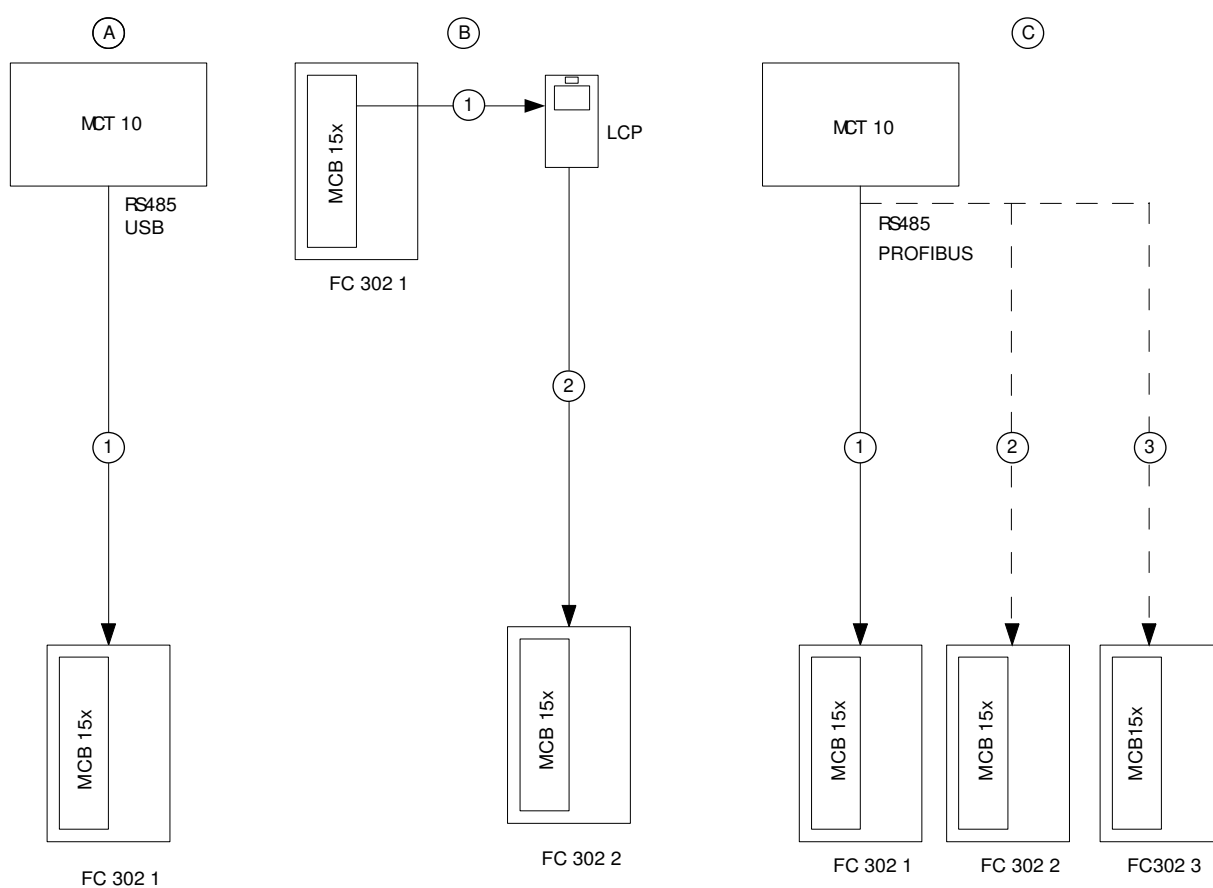 A
MCT 10
RS485
USB
1
MCB 15x
FC 302 1
B
MCB 15x
FC 302 1
1
LCP
2
MCB 15x
FC 302 2
C
MCT 10
RS485
PROFIBUS
1
2
3
MCB 15x
MCB 15x
MCB15x
FC 302 1
FC 302 2
FC302 3